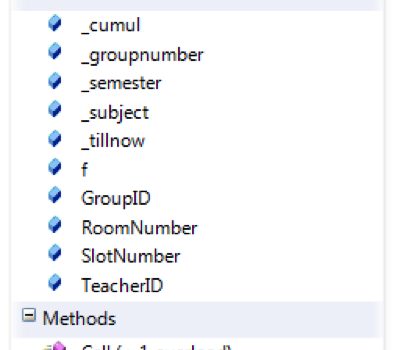 _cumul
_groupnumber
_semester
_subject
_tillnow
f
GroupID
RoomNumber
SlotNumber
TeacherID
Methods